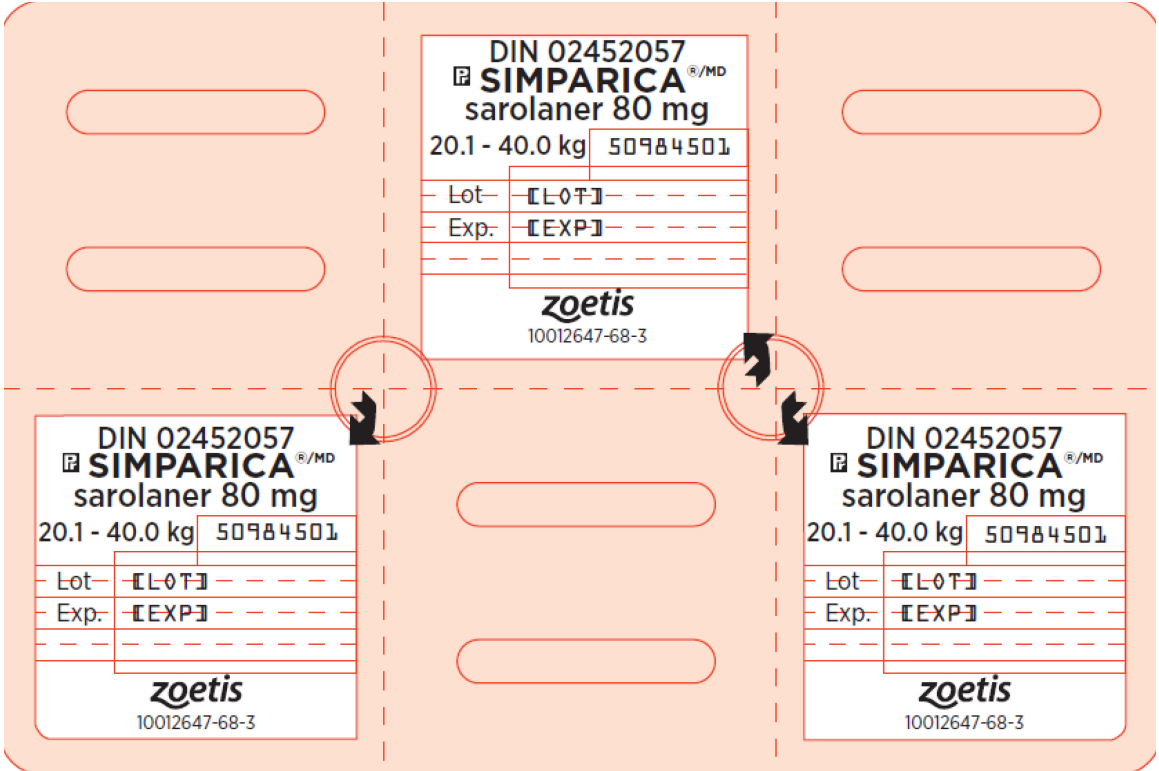 DIN 02452057
Pr SIMPARICA®/MD
sarolaner 80 mg
20.1 - 40.0 kg 50984501
Lot [LOT]
Exp. [EXP]
zoetis
10012647-68-3
DIN 02452057
Pr SIMPARICA®/MD
sarolaner 80 mg
20.1 - 40.0 kg 50984501
Lot [LOT]
Exp. [EXP]
zoetis
10012647-68-3
DIN 02452057
Pr SIMPARICA®/MD
sarolaner 80 mg
20.1 - 40.0 kg 50984501
Lot [LOT]
Exp. [EXP]
zoetis
10012647-68-3